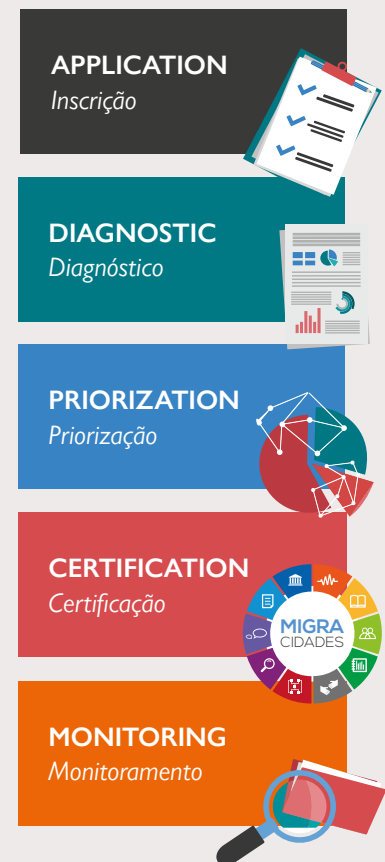 APPLICATION
Inscrição
DIAGNOSTIC
Diagnóstico
PRIORIZATION
Priorização
CERTIFICATION
Certificação
MIGRA
CIDADES
MONITORING
Monitoramento